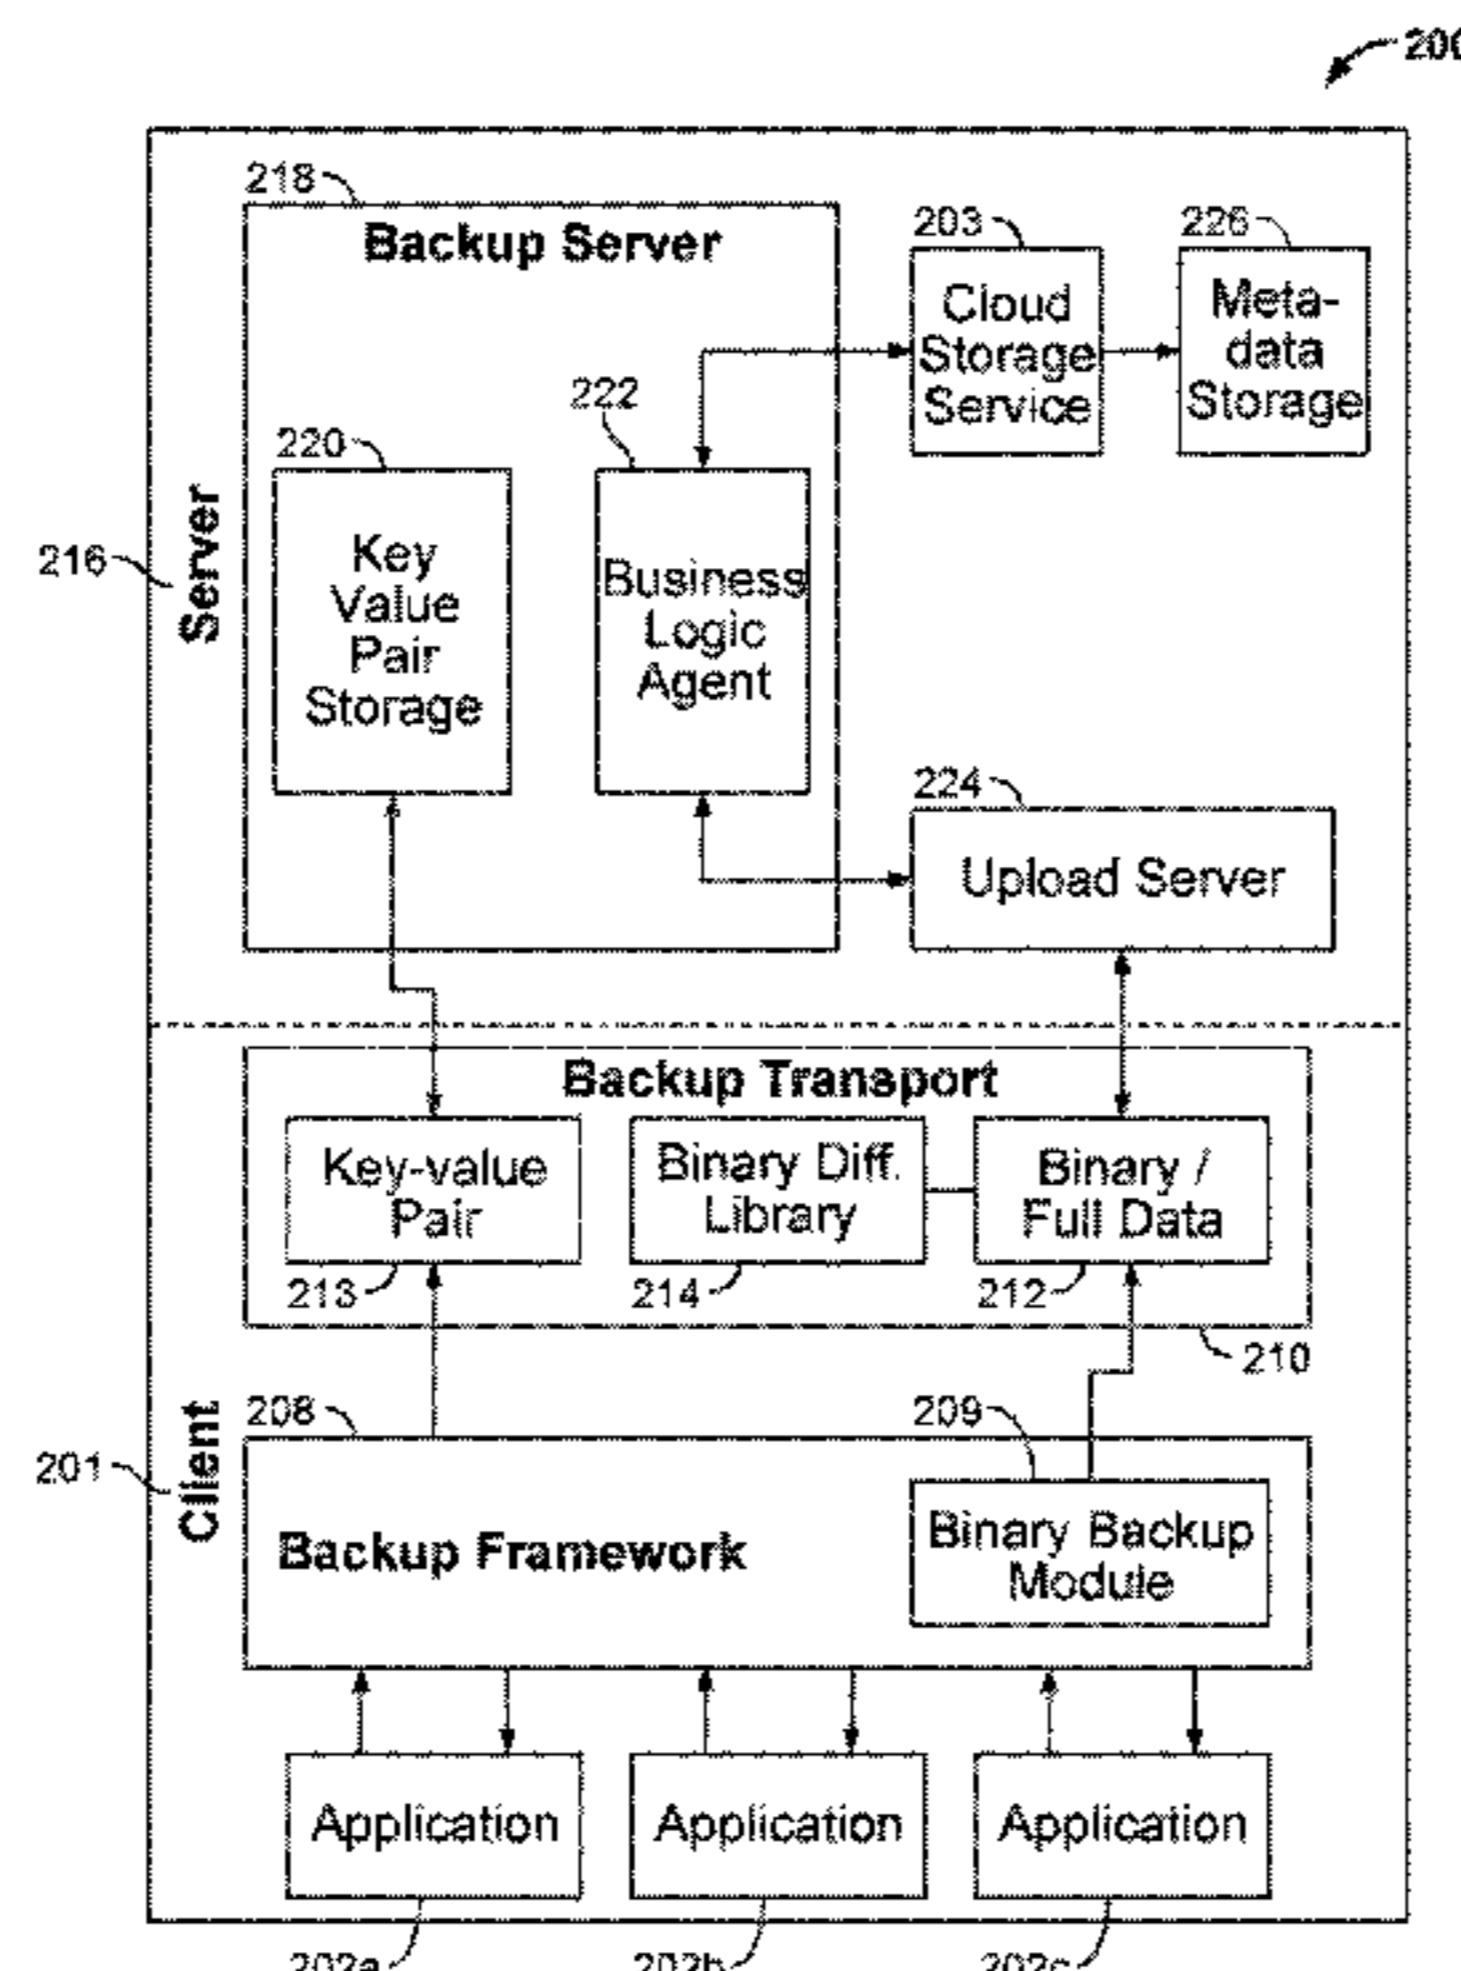 200
218
Backup Server
203
226
Cloud
Storage
Service
Meta-
data
Storage
222
220
Key
Value
Pair
Storage
Business
Logic
Agent
216
Server
224
Upload Server
Backup Transport
Key-value
Pair
Binary Diff.
Library
Binary /
Full Data
213
214
212
210
208
209
201
Client
Backup Framework
Binary Backup
Module
Application
Application
Application
202a
202b
202c